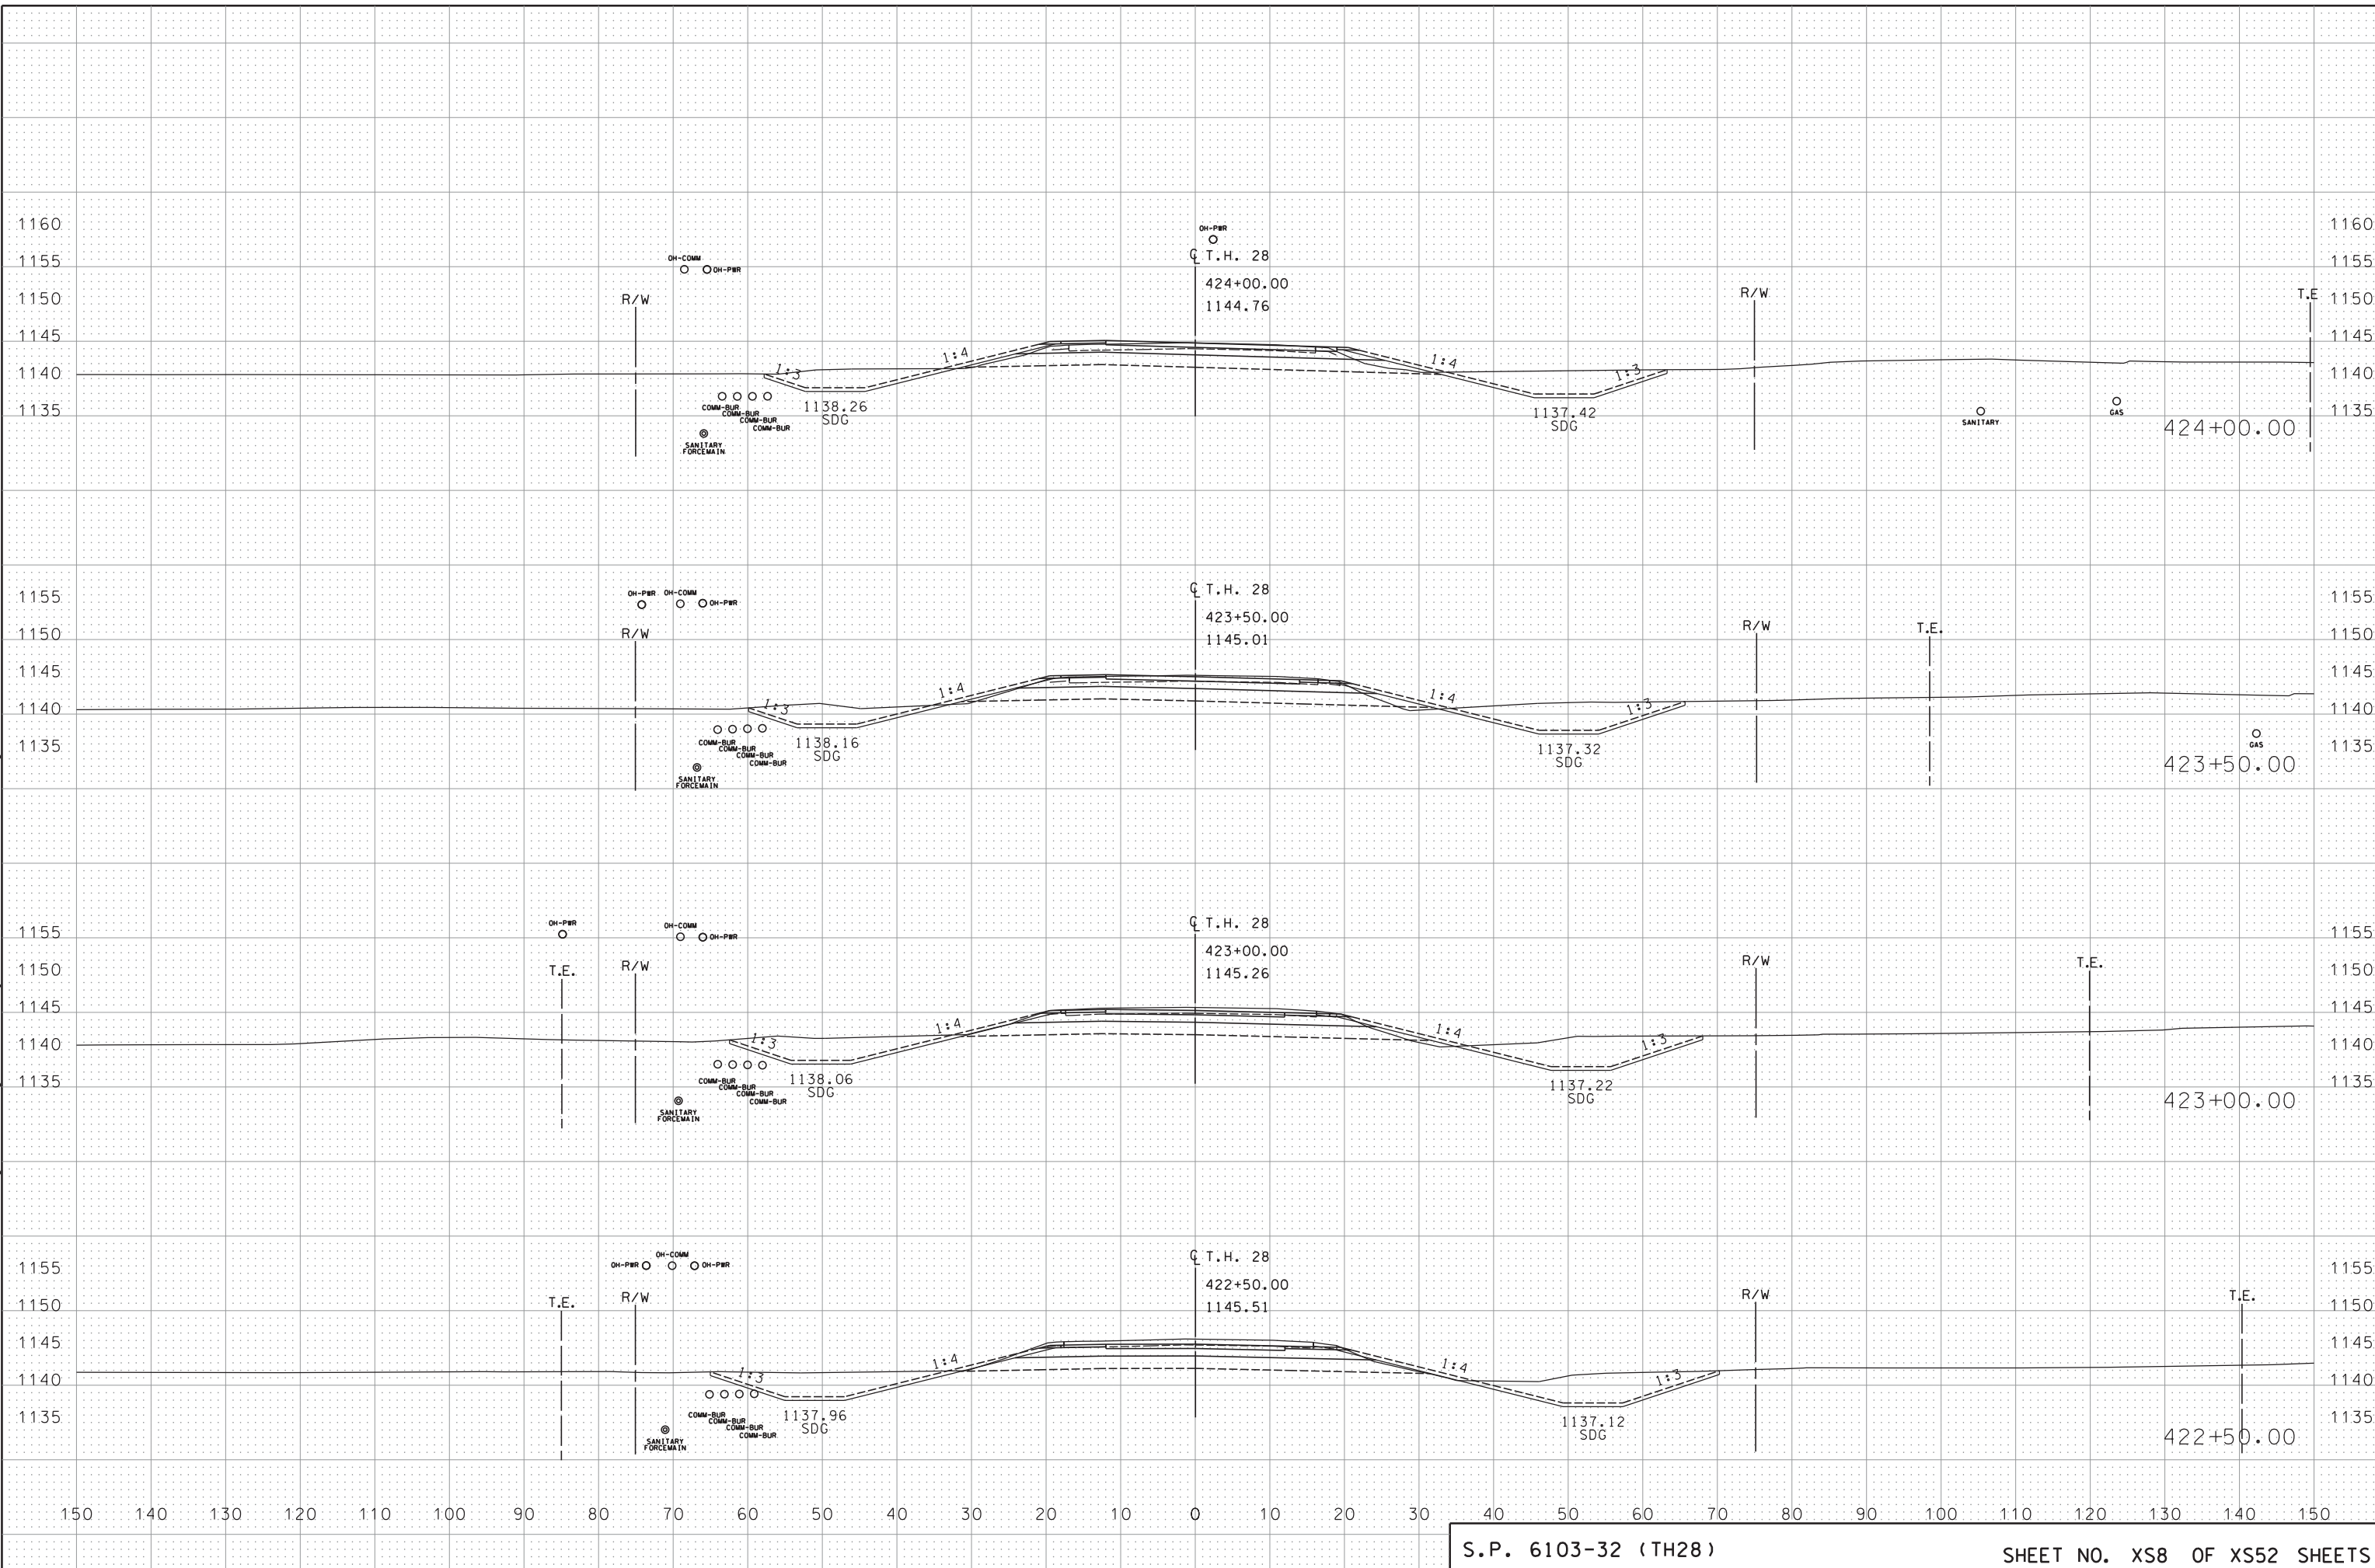 OH-PWR
1160 1160
℄ T.H. 28
OH-COMM
1155 1155
OH-PWR
424+00.00
R/W
T.E
R/W
1150 1150
1144.76
1145 1145
1:4 1:4
1140 1:3 1:3 1140
COMM-BUR 1138.26 1137.42 1135
1135
COMM-BUR SDG SDG
GAS
COMM-BUR
SANITARY
COMM-BUR
424+00.00
SANITARY
FORCEMAIN
℄ T.H. 28
OH-PWR OH-COMM
1155 OH-PWR 1155
423+50.00
R/W
T.E.
R/W
1150 1145.01 1150
1145 1145
1:4 1:4
1140 1:3 1:3 1140
COMM-BUR 1138.16
COMM-BUR SDG
1135 1137.32 1135
GAS
COMM-BUR
COMM-BUR
SDG
423+50.00
SANITARY
FORCEMAIN
OH-PWR ℄ T.H. 28
OH-COMM
1155 OH-PWR 1155
423+00.00
R/W
T.E.
R/W
T.E.
1150 1145.26 1150
1145 1145
1:4 1:4
1140 1:3 1:3 1140
COMM-BUR 1138.06
1135 1135
COMM-BUR SDG 1137.22
COMM-BUR SDG
COMM-BUR
423+00.00
SANITARY
FORCEMAIN
OH-COMM ℄ T.H. 28
OH-PWR OH-PWR
1155 1155
422+50.00
R/W
T.E.
R/W
T.E.
1150 1145.51 1150
1145 1145
1:4 1:4
1140 1:3 1:3 1140
COMM-BUR 1137.96
1135 1135
COMM-BUR SDG 1137.12
COMM-BUR SDG
COMM-BUR
422+50.00
SANITARY
FORCEMAIN
150 140 130 120 110 100 90 80 70 60 50 40 30 20 10 0 10 20 30 40 50 60 70 80 90 100 110 120 130 140 150
S.P. 6103-32 (TH28)
SHEET NO. XS8 OF XS52 SHEETS